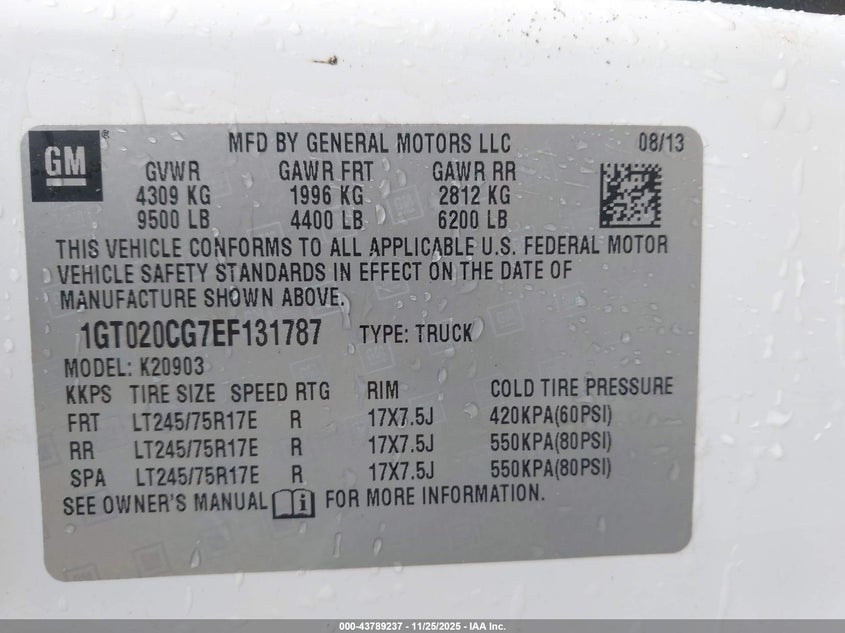 GM
®
MFD BY GENERAL MOTORS LLC 08/13
GVWR GAWR FRT GAWR RR
4309 KG 1996 KG 2812 KG
9500 LB 4400 LB 6200 LB
THIS VEHICLE CONFORMS TO ALL APPLICABLE U.S. FEDERAL MOTOR
VEHICLE SAFETY STANDARDS IN EFFECT ON THE DATE OF
MANUFACTURE SHOWN ABOVE.
1GT020CG7EF131787 TYPE: TRUCK
MODEL: K20903
KKPS TIRE SIZE SPEED RTG RIM COLD TIRE PRESSURE
FRT LT245/75R17E R 17X7.5J 420KPA(60PSI)
RR LT245/75R17E R 17X7.5J 550KPA(80PSI)
SPA LT245/75R17E R 17X7.5J 550KPA(80PSI)
SEE OWNER'S MANUAL i FOR MORE INFORMATION.
000-43789237 - 11/25/2025 - IAA Inc.